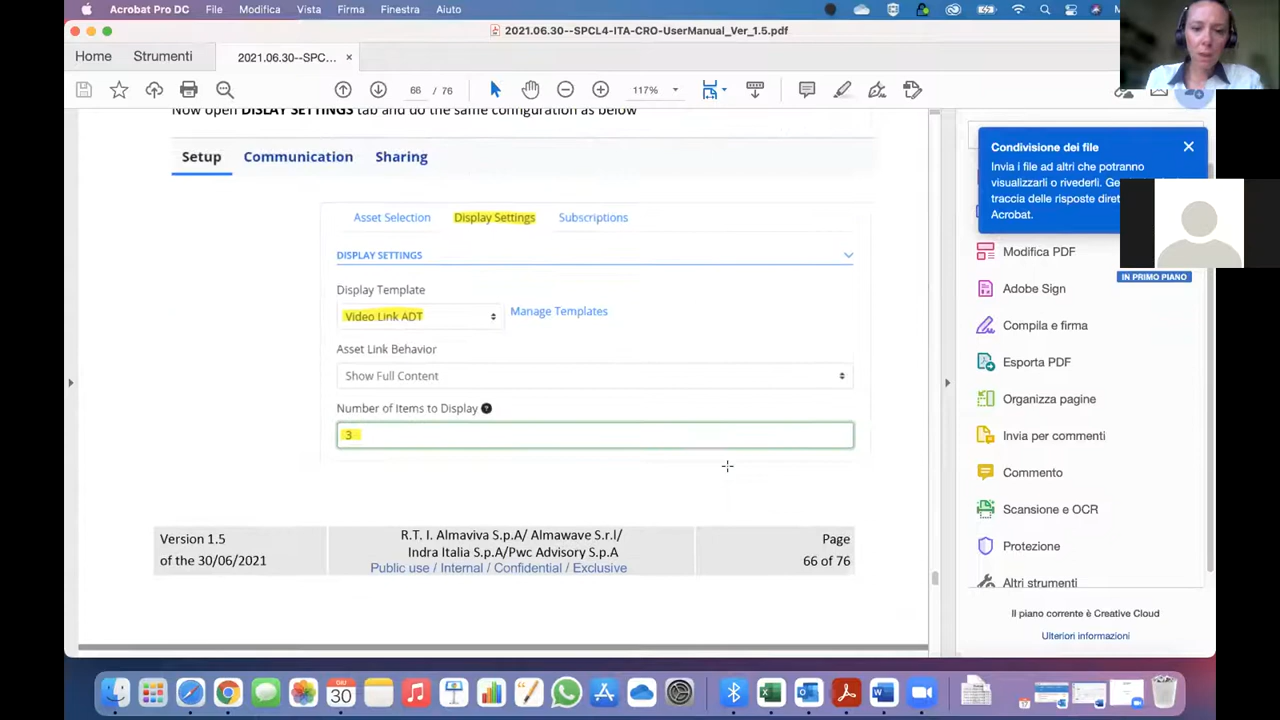 Acrobat Pro DC File Modifica Vista Firma Finestra Aiuto
2021.06.30--SPCL4-ITA-CRO-UserManual_Ver_1.5.pdf
Home Strumenti 2021.06.30--SPC... ×
66 / 76 117%
Now open DISPLAY SETTINGS tab and do the same configuration as below
Setup Communication Sharing
Asset Selection Display Settings Subscriptions
DISPLAY SETTINGS
Display Template
Video Link ADT Manage Templates
Asset Link Behavior
Show Full Content
Number of Items to Display ?
3
Version 1.5
of the 30/06/2021
R.T. I. Almaviva S.p.A/ Almawave S.r.l/
Indra Italia S.p.A/Pwc Advisory S.p.A
Public use / Internal / Confidential / Exclusive
Page
66 of 76
Condivisione dei file
Invia i file ad altri che potranno
visualizzarli o rivederli.
traccia delle risposte
Acrobat.
IN PRIMO PIANO
Modifica PDF
Adobe Sign
Compila e firma
Esporta PDF
Organizza pagine
Invia per commenti
Commento
Scansione e OCR
Protezione
Altri strumenti
Il piano corrente è Creative Cloud
Ulteriori informazioni
GIU
30